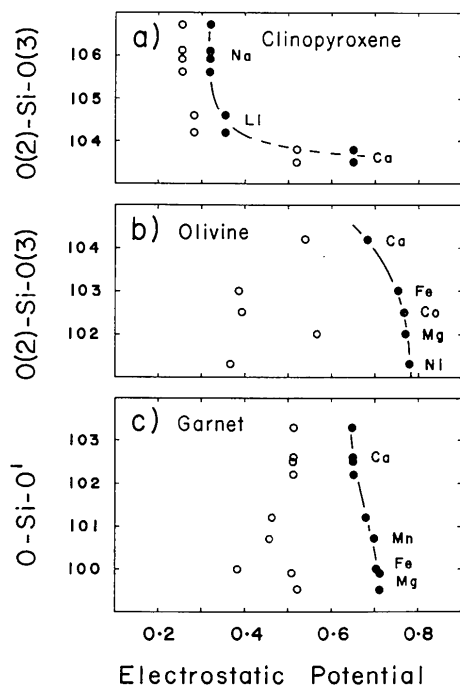 a) Clinopyroxene
O(2)-Si-O(3)
106
105
104
Na
Li
Ca
b) Olivine
O(2)-Si-O(3)
104
103
102
Ca
Fe
Co
Mg
Ni
c) Garnet
O-Si-O'
103
102
101
100
Ca
Mn
Fe
Mg
0.2 0.4 0.6 0.8
Electrostatic Potential